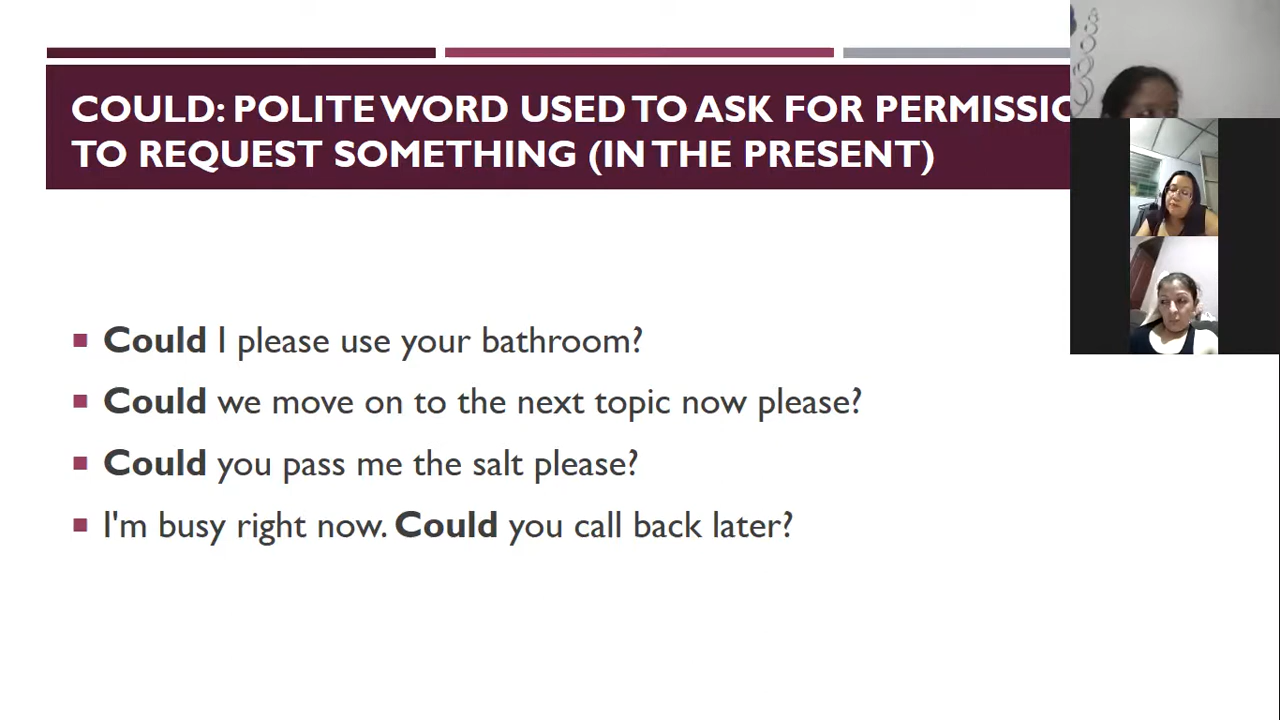 COULD: POLITE WORD USED TO ASK FOR
TO REQUEST SOMETHING (IN THE PRESENT)
Could I please use your bathroom?
Could we move on to the next topic now please?
Could you pass me the salt please?
I'm busy right now. Could you call back later?